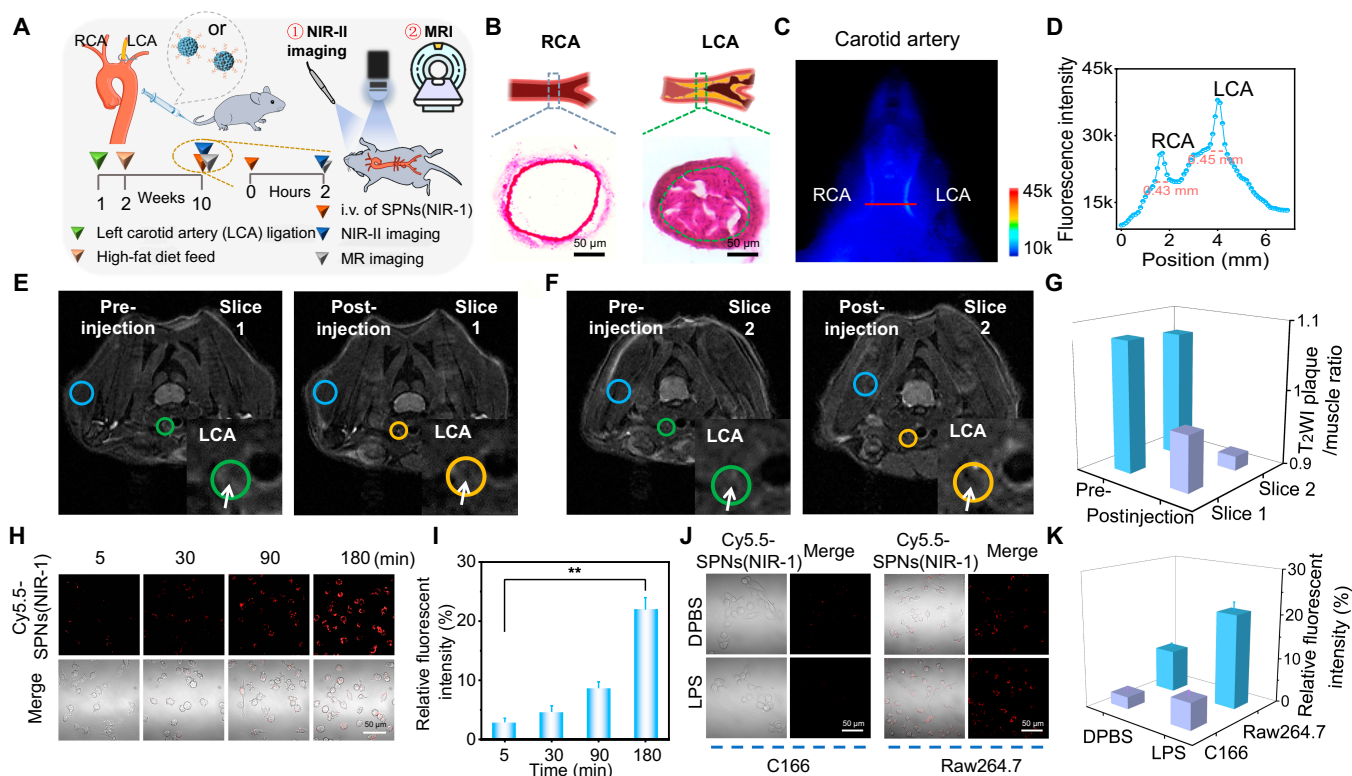 A
RCA
LCA
or
① NIR-II
imaging
② MRI
1
2
Weeks
10
0
Hours
2
i.v. of SPNs(NIR-1)
Left carotid artery (LCA) ligation
NIR-II imaging
High-fat diet feed
MR imaging
B
RCA
LCA
50 µm
50 µm
C
Carotid artery
RCA
LCA
45k
10k
D
Fluorescence intensity
45k
30k
15k
RCA
LCA
0.43 mm
0.45 mm
0
2
4
6
Position (mm)
E
Pre-
injection
Slice
1
LCA
Post-
injection
Slice
1
LCA
F
Pre-
injection
Slice
2
LCA
Post-
injection
Slice
2
LCA
G
1.1
1
0.9
T2WI plaque
/muscle ratio
Pre-
Postinjection
Slice 1
Slice 2
H
5
30
90
180 (min)
Cy5.5-
SPNs(NIR-1)
Merge
50 µm
I
Relative fluorescent
intensity (%)
30
20
10
0
**
5
30
90
180
Time (min)
J
Cy5.5-
SPNs(NIR-1)
Merge
Cy5.5-
SPNs(NIR-1)
Merge
DPBS
LPS
50 µm
50 µm
C166
Raw264.7
K
30
20
10
0
Relative fluorescent
intensity (%)
DPBS
LPS
C166
Raw264.7